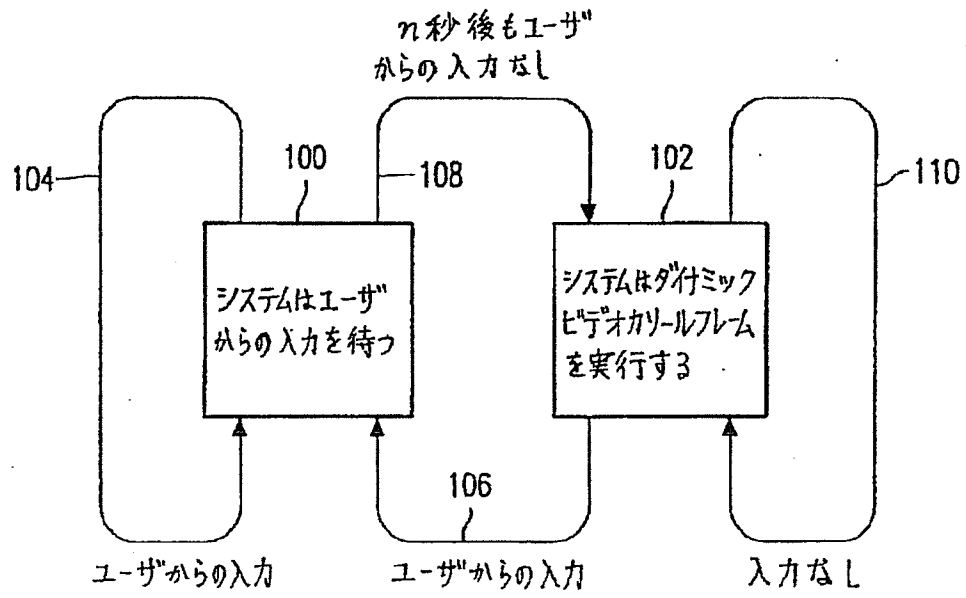 n秒後もユーザ
からの入力なし
104
100
108
102
110
システムはユーザ
からの入力を待つ
システムはダイナミック
ビデオカソールフレーム
を実行する
106
ユーザからの入力
ユーザからの入力
入力なし